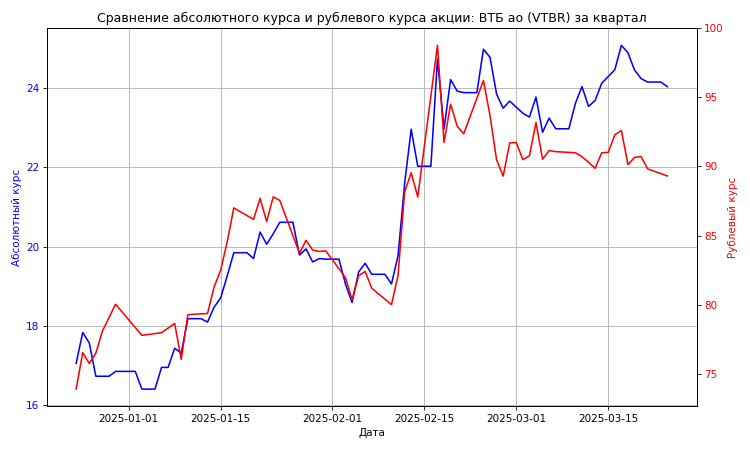 Сравнение абсолютного курса и рублевого курса акции: ВТБ ао (VTBR) за квартал
Абсолютный курс
24
22
20
18
16
100
95
90
85
80
75
Рублевый курс
2025-01-01 2025-01-15 2025-02-01 2025-02-15 2025-03-01 2025-03-15
Дата